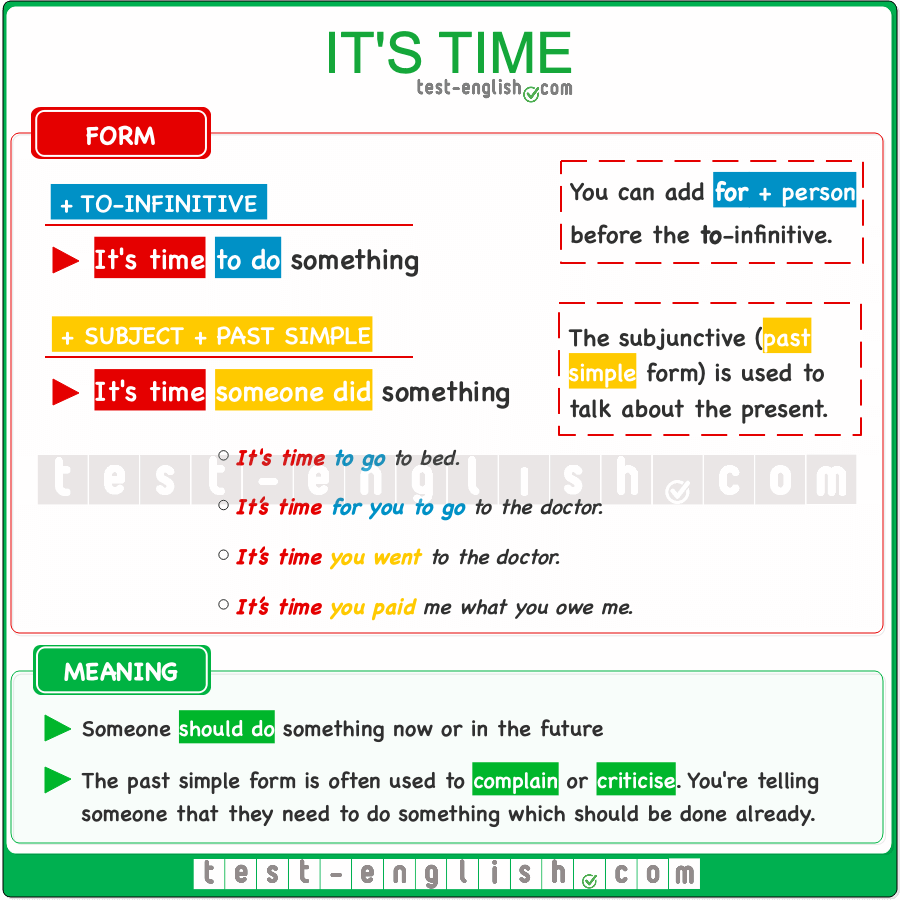 IT'S TIME
test-english.com
FORM
+ TO-INFINITIVE
It's time to do something
You can add for + person
before the to-infinitive.
+ SUBJECT + PAST SIMPLE
It's time someone did something
The subjunctive (past
simple form) is used to
talk about the present.
It's time to go to bed.
test-english.com
It's time for you to go to the doctor.
It's time you went to the doctor.
It's time you paid me what you owe me.
MEANING
Someone should do something now or in the future
The past simple form is often used to complain or criticise. You're telling
someone that they need to do something which should be done already.
test-english.com